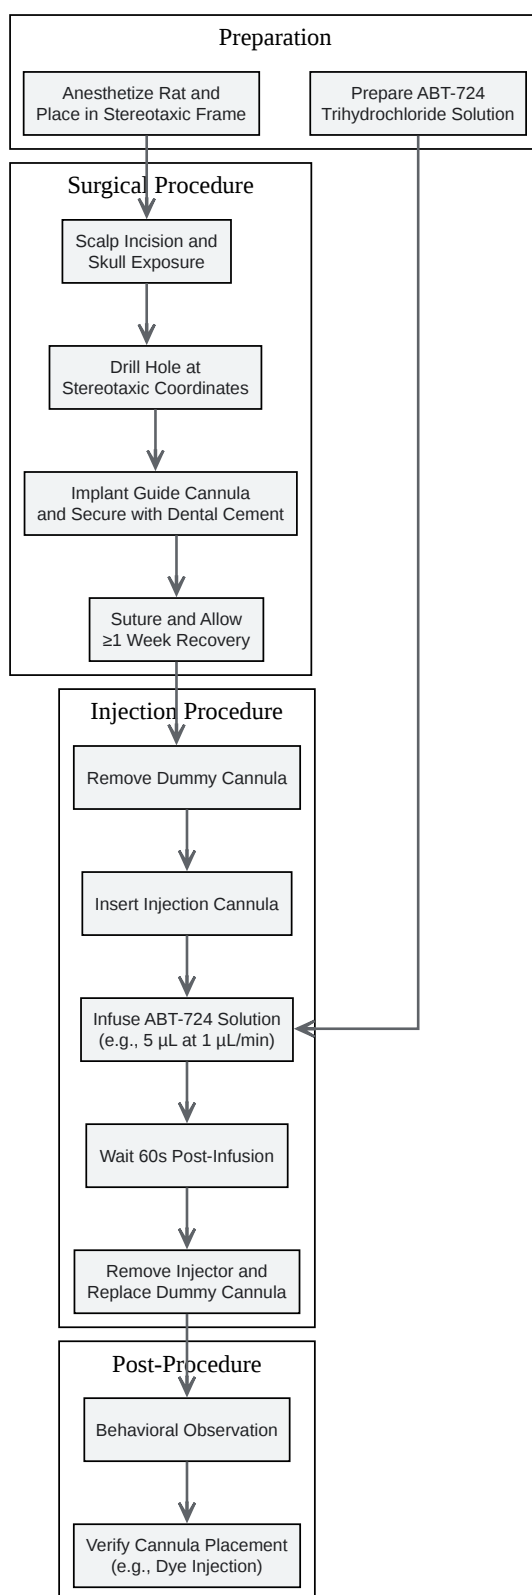 Preparation
Anesthetize Rat and
Place in Stereotaxic Frame
Prepare ABT-724
Trihydrochloride Solution
Surgical Procedure
Scalp Incision and
Skull Exposure
Drill Hole at
Stereotaxic Coordinates
Implant Guide Cannula
and Secure with Dental Cement
Suture and Allow
≥1 Week Recovery
Injection Procedure
Remove Dummy Cannula
Insert Injection Cannula
Infuse ABT-724 Solution
(e.g., 5 µL at 1 µL/min)
Wait 60s Post-Infusion
Remove Injector and
Replace Dummy Cannula
Post-Procedure
Behavioral Observation
Verify Cannula Placement
(e.g., Dye Injection)